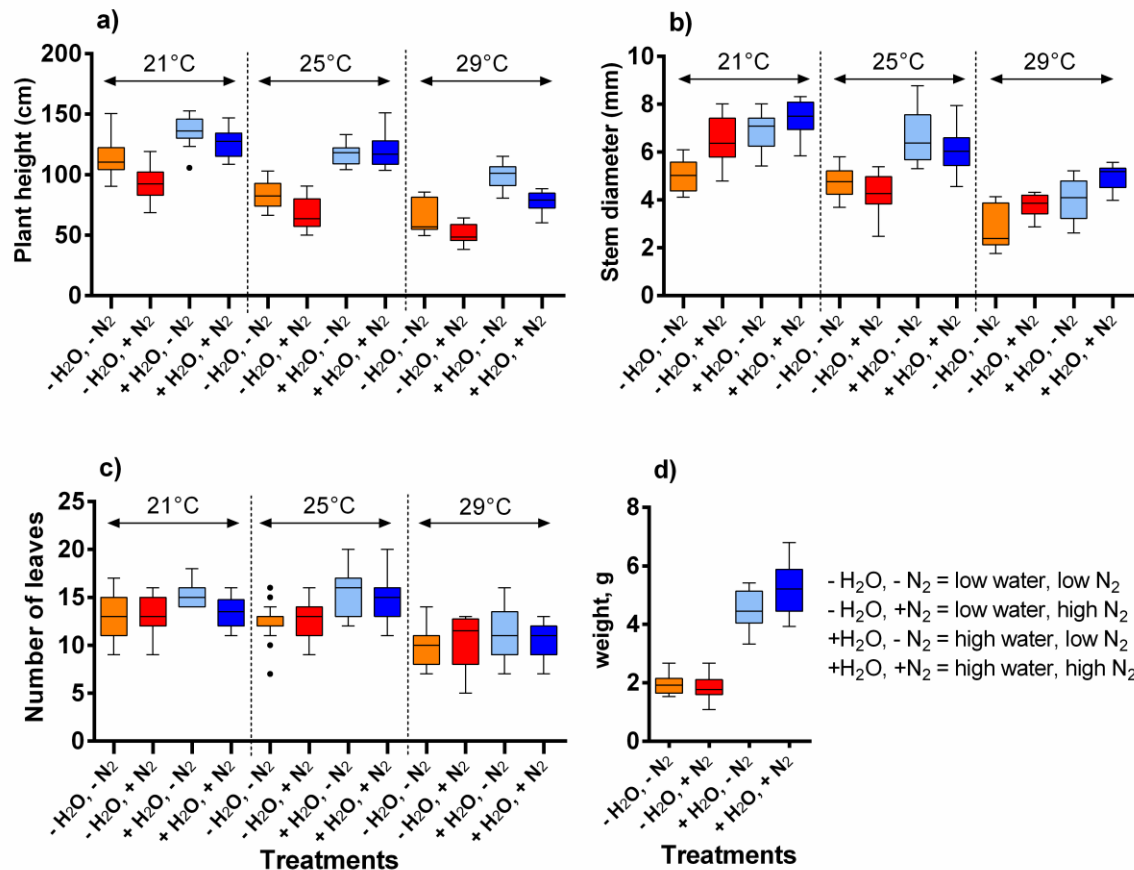 a)
Plant height (cm)
200
150
100
50
0
21°C
25°C
29°C
- H₂O, - N₂
- H₂O, + N₂
+ H₂O, - N₂
+ H₂O, + N₂
- H₂O, - N₂
- H₂O, + N₂
+ H₂O, - N₂
+ H₂O, + N₂
- H₂O, - N₂
- H₂O, + N₂
+ H₂O, - N₂
+ H₂O, + N₂
b)
Stem diameter (mm)
10
8
6
4
2
0
21°C
25°C
29°C
- H₂O, - N₂
- H₂O, + N₂
+ H₂O, - N₂
+ H₂O, + N₂
- H₂O, - N₂
- H₂O, + N₂
+ H₂O, - N₂
+ H₂O, + N₂
- H₂O, - N₂
- H₂O, + N₂
+ H₂O, - N₂
+ H₂O, + N₂
c)
Number of leaves
25
20
15
10
5
0
21°C
25°C
29°C
- H₂O, - N₂
- H₂O, + N₂
+ H₂O, - N₂
+ H₂O, + N₂
- H₂O, - N₂
- H₂O, + N₂
+ H₂O, - N₂
+ H₂O, + N₂
- H₂O, - N₂
- H₂O, + N₂
+ H₂O, - N₂
+ H₂O, + N₂
Treatments
d)
weight, g
8
6
4
2
0
- H₂O, - N₂
- H₂O, + N₂
+ H₂O, - N₂
+ H₂O, + N₂
Treatments
- H₂O, - N₂ = low water, low N₂
- H₂O, +N₂ = low water, high N₂
+H₂O, - N₂ = high water, low N₂
+H₂O, +N₂ = high water, high N₂